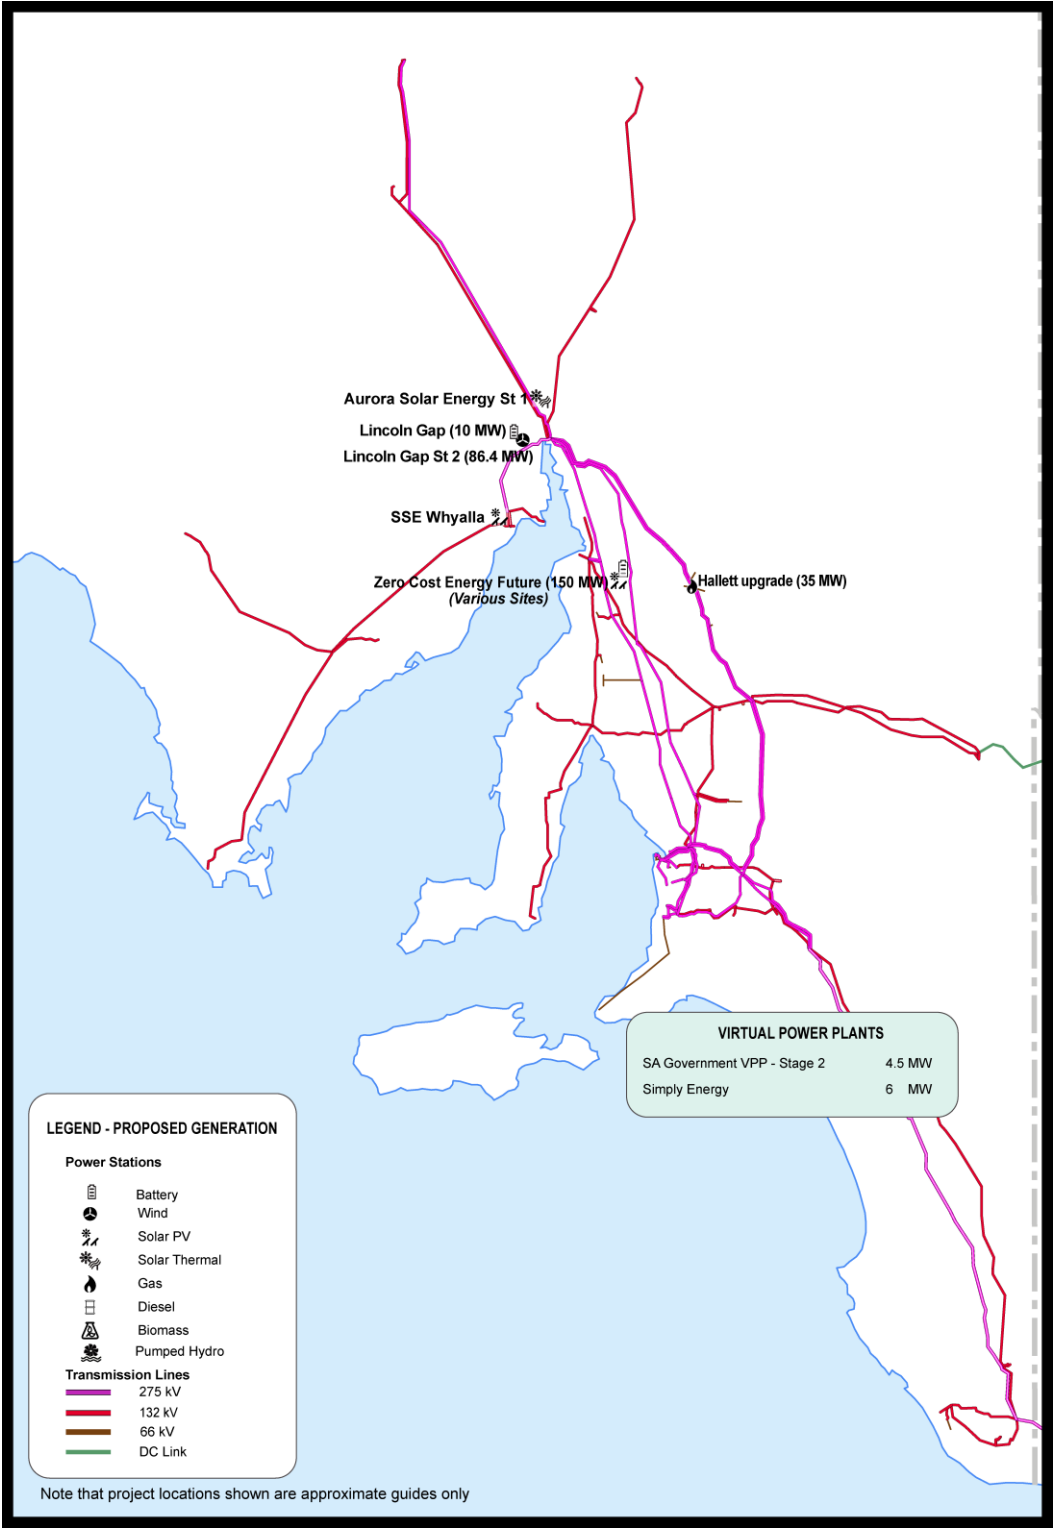 Aurora Solar Energy St 1
Lincoln Gap (10 MW)
Lincoln Gap St 2 (86.4 MW)
SSE Whyalla
Zero Cost Energy Future (150 MW)
(Various Sites)
Hallett upgrade (35 MW)
VIRTUAL POWER PLANTS
SA Government VPP - Stage 2 4.5 MW
Simply Energy 6 MW
LEGEND - PROPOSED GENERATION
Power Stations
Battery
Wind
Solar PV
Solar Thermal
Gas
Diesel
Biomass
Pumped Hydro
Transmission Lines
275 kV
132 kV
66 kV
DC Link
Note that project locations shown are approximate guides only